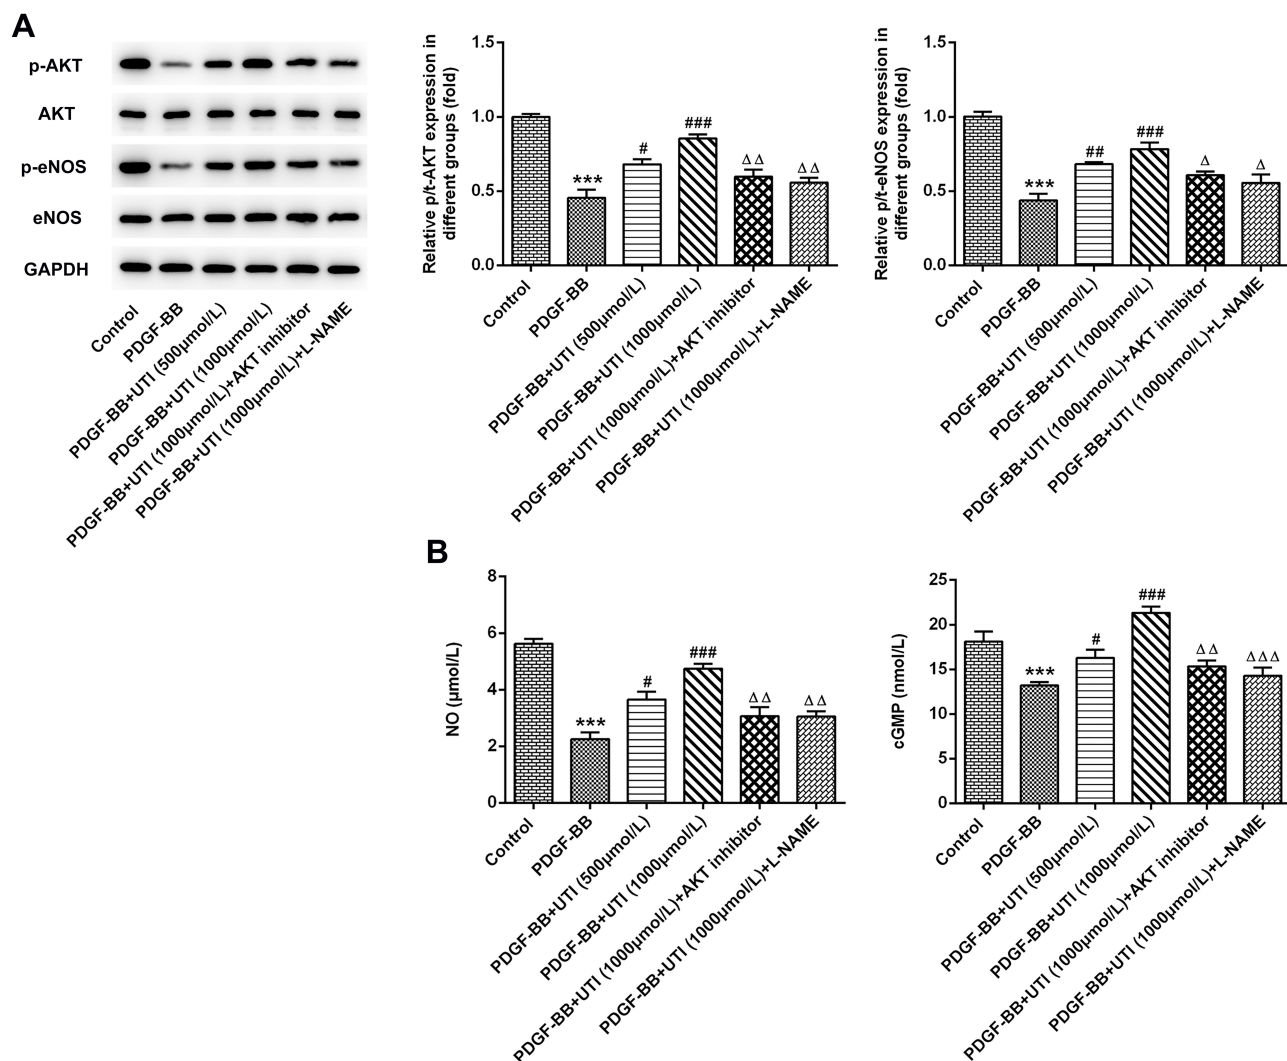 A
p-AKT
AKT
p-eNOS
eNOS
GAPDH
Control
PDGF-BB
PDGF-BB+UTI (500μmol/L)
PDGF-BB+UTI (1000μmol/L)
PDGF-BB+UTI (1000μmol/L)+AKT inhibitor
PDGF-BB+UTI (1000μmol/L)+L-NAME
Relative p/t-AKT expression in
different groups (fold)
1.5
1.0
0.5
0.0
***
#
###
Δ Δ
Δ Δ
Control
PDGF-BB
PDGF-BB+UTI (500μmol/L)
PDGF-BB+UTI (1000μmol/L)
PDGF-BB+UTI (1000μmol/L)+AKT inhibitor
PDGF-BB+UTI (1000μmol/L)+L-NAME
Relative p/t-eNOS expression in
different groups (fold)
1.5
1.0
0.5
0.0
***
##
###
Δ
Δ
Control
PDGF-BB
PDGF-BB+UTI (500μmol/L)
PDGF-BB+UTI (1000μmol/L)
PDGF-BB+UTI (1000μmol/L)+AKT inhibitor
PDGF-BB+UTI (1000μmol/L)+L-NAME
B
NO (μmol/L)
8
6
4
2
0
***
#
###
Δ Δ
Δ Δ
Control
PDGF-BB
PDGF-BB+UTI (500μmol/L)
PDGF-BB+UTI (1000μmol/L)
PDGF-BB+UTI (1000μmol/L)+AKT inhibitor
PDGF-BB+UTI (1000μmol/L)+L-NAME
cGMP (nmol/L)
25
20
15
10
5
0
***
#
###
Δ Δ
Δ Δ Δ
Control
PDGF-BB
PDGF-BB+UTI (500μmol/L)
PDGF-BB+UTI (1000μmol/L)
PDGF-BB+UTI (1000μmol/L)+AKT inhibitor
PDGF-BB+UTI (1000μmol/L)+L-NAME